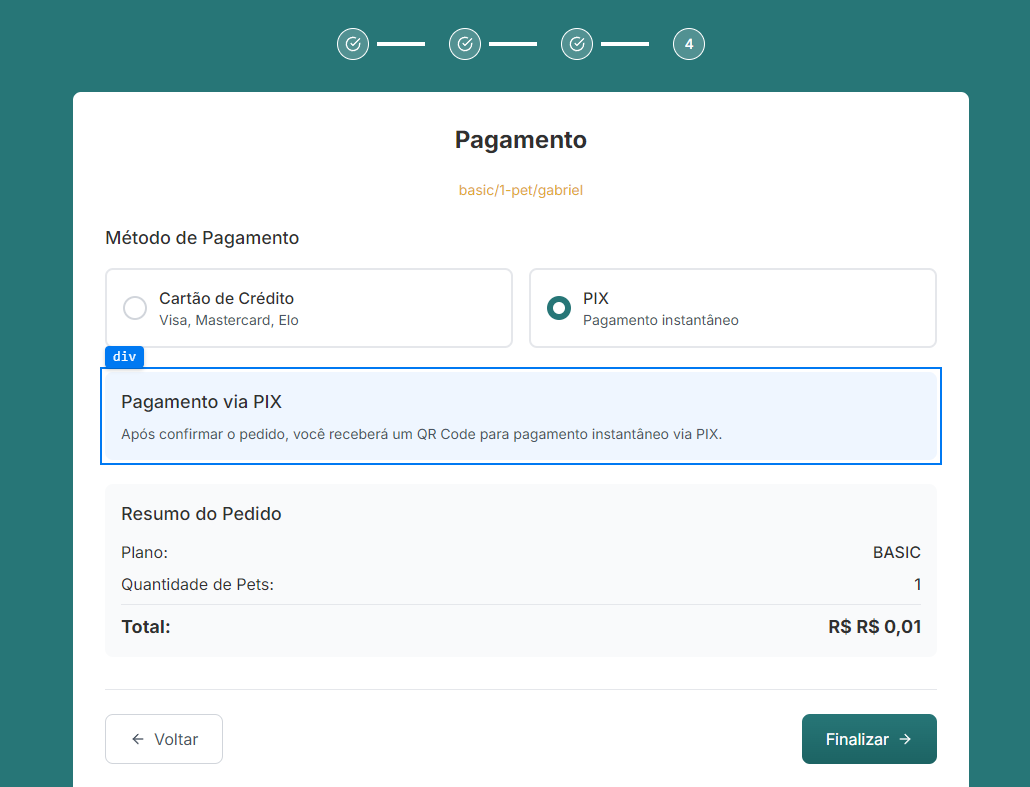 4
Pagamento
basic/1-pet/gabriel
Método de Pagamento
Cartão de Crédito
Visa, Mastercard, Elo
PIX
Pagamento instantâneo
div
Pagamento via PIX
Após confirmar o pedido, você receberá um QR Code para pagamento instantâneo via PIX.
Resumo do Pedido
Plano: BASIC
Quantidade de Pets: 1
Total: R$ R$ 0,01
Voltar
Finalizar